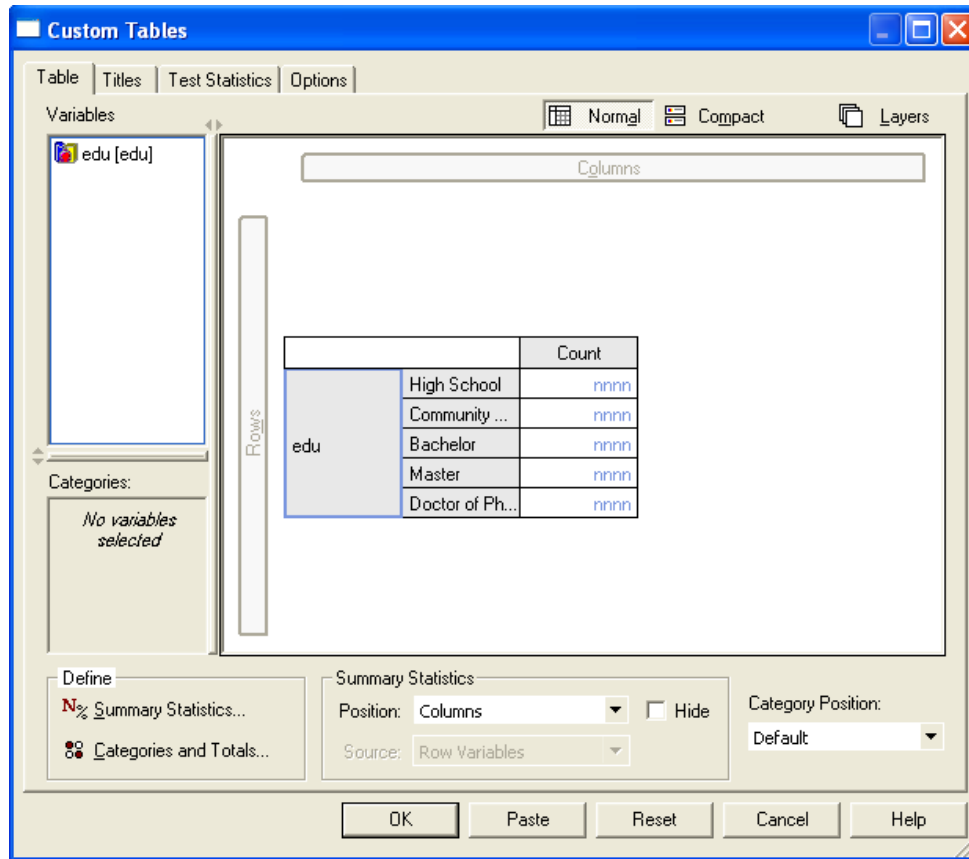 Custom Tables
Table Titles Test Statistics Options
Variables
Normal Compact Layers
edu [edu]
Columns
Rows
Count
edu
High School nnnn
Community ... nnnn
Bachelor nnnn
Master nnnn
Doctor of Ph... nnnn
Categories:
No variables
selected
Define
N% Summary Statistics...
Categories and Totals...
Summary Statistics
Position: Columns Hide
Source: Row Variables
Category Position:
Default
OK Paste Reset Cancel Help